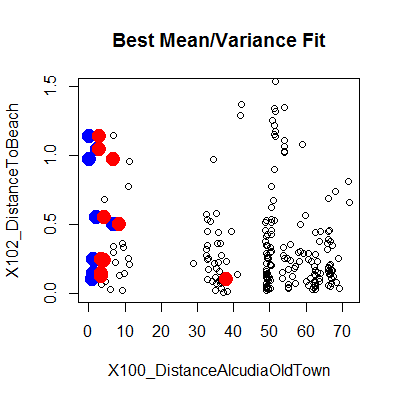 Best Mean/Variance Fit
1.5
1.0
0.5
0.0
X102_DistanceToBeach
0 10 20 30 40 50 60 70
X100_DistanceAlcudiaOldTown